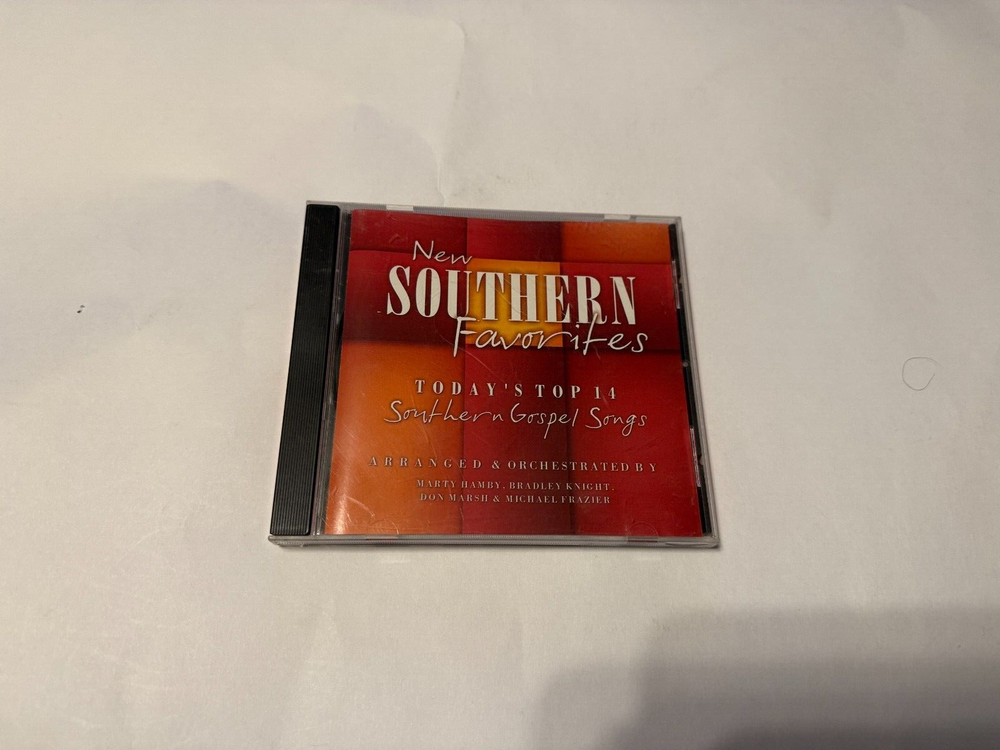 New
SOUTHERN
Favorites
TODAY'S TOP 14
Southern Gospel Songs
ARRANGED & ORCHESTRATED BY
MARTY HAMBY, BRADLEY KNIGHT,
DON MARSH & MICHAEL FRAZIER